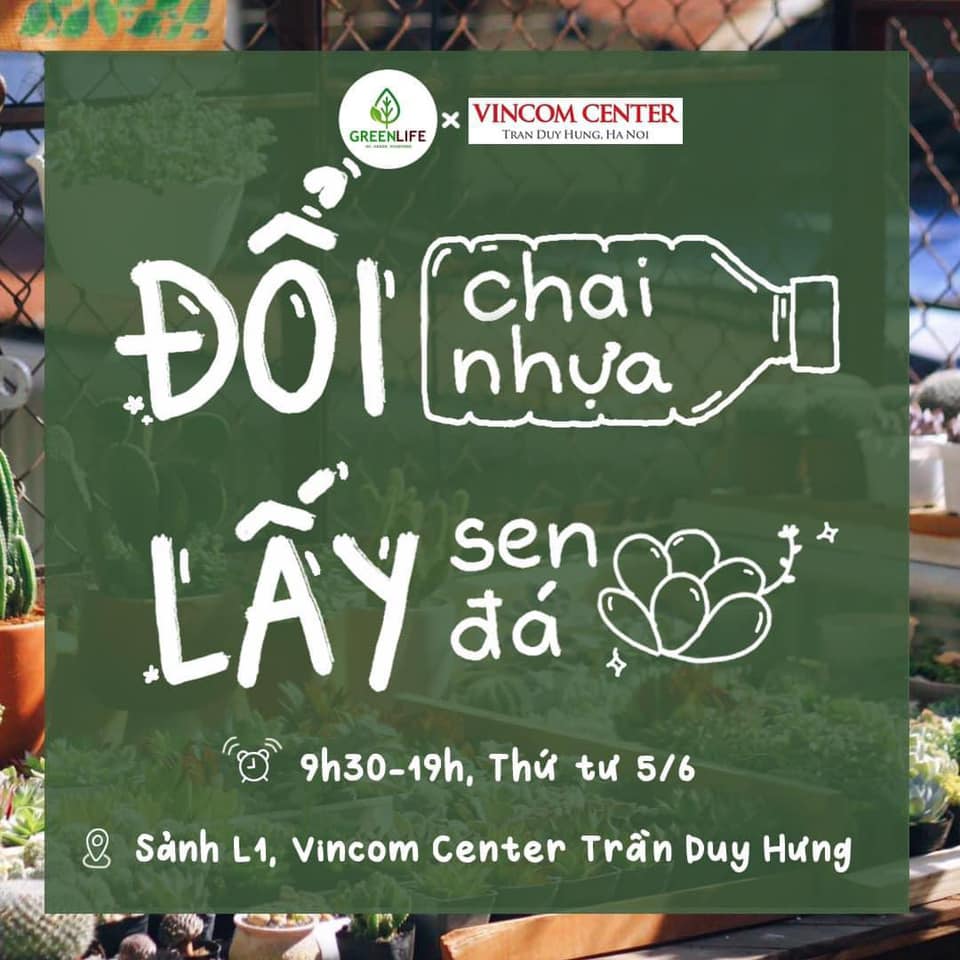 GREENLIFE
x
VINCOM CENTER
TRAN DUY HUNG, HA NOI
ĐỔI
chai
nhựa
LẤY
sen
đá
9h30-19h, Thứ tư 5/6
Sảnh L1, Vincom Center Trần Duy Hưng